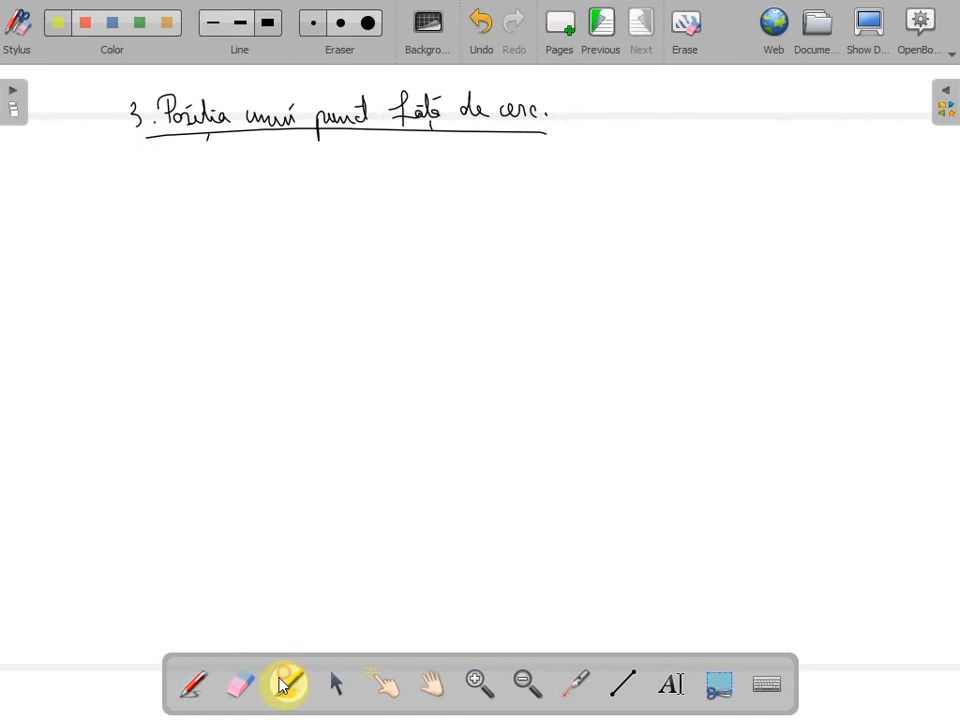 Stylus
Color
Line
Eraser
Backgro...
Undo
Redo
Pages
Previous
Next
Erase
Web
Docume...
Show D...
OpenBo...
3. Poziția unui punct față de cerc.